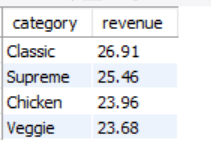 category revenue
Classic 26.91
Supreme 25.46
Chicken 23.96
Veggie 23.68